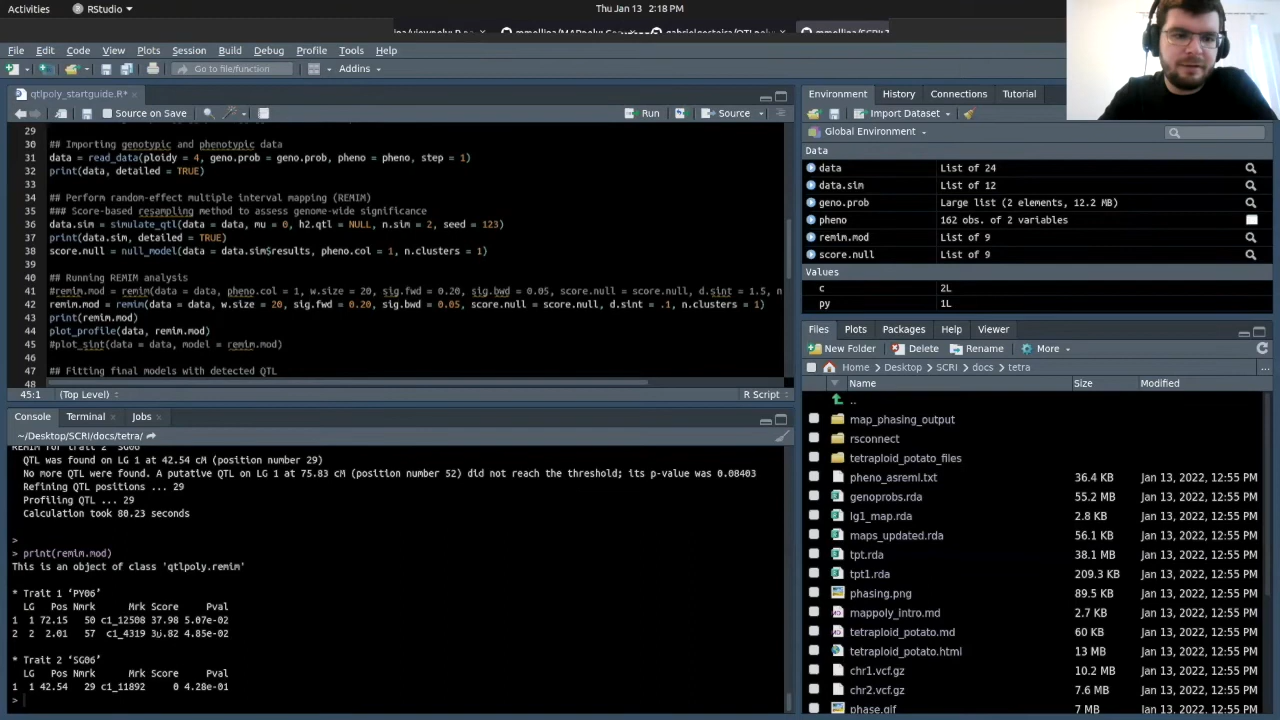 Activities RStudio Thu Jan 13 2:18 PM
File Edit Code View Plots Session Build Debug Profile Tools Help
Go to file/function Addins
qtlpoly_startguide.R*
Source on Save Run Source
29
30 ## Importing genotypic and phenotypic data
31 data = read_data(ploidy = 4, geno.prob = geno.prob, pheno = pheno, step = 1)
32 print(data, detailed = TRUE)
33
34 ## Perform random-effect multiple interval mapping (REMIM)
35 ### Score-based resampling method to assess genome-wide significance
36 data.sim = simulate_qtl(data = data, mu = 0, h2.qtl = NULL, n.sim = 2, seed = 123)
37 print(data.sim, detailed = TRUE)
38 score.null = null_model(data = data.sim$results, pheno.col = 1, n.clusters = 1)
39
40 ## Running REMIM analysis
41 #remim.mod = remim(data = data, pheno.col = 1, w.size = 20, sig.fwd = 0.20, sig.bwd = 0.05, score.null = score.null, d.sint = 1.5, n
42 remim.mod = remim(data = data, w.size = 20, sig.fwd = 0.20, sig.bwd = 0.05, score.null = score.null, d.sint = .1, n.clusters = 1)
43 print(remim.mod)
44 plot_profile(data, remim.mod)
45 #plot_sint(data = data, model = remim.mod)
46
47 ## Fitting final models with detected QTL
48
45:1 (Top Level) R Script
Console Terminal Jobs
~/Desktop/SCRI/docs/tetra/
REMIM for trait 2 'SG06'
QTL was found on LG 1 at 42.54 cM (position number 29)
No more QTL were found. A putative QTL on LG 1 at 75.83 cM (position number 52) did not reach the threshold; its p-value was 0.08403
Refining QTL positions ... 29
Profiling QTL ... 29
Calculation took 80.23 seconds
>
> print(remim.mod)
This is an object of class 'qtlpoly.remim'
* Trait 1 'PY06'
LG Pos Nmrk Mrk Score Pval
1 1 72.15 50 37.98 5.07e-02
2 2 2.01 57 c1_4319 4.85e-02
* Trait 2 'SG06'
LG Pos Nmrk Mrk Score Pval
1 1 42.54 29 c1_11892 0 4.28e-01
>
Environment History Connections Tutorial
Import Dataset
Global Environment
Data
data List of 24
data.sim List of 12
geno.prob Large list (2 elements, 12.2 MB)
pheno 162 obs. of 2 variables
remim.mod List of 9
score.null List of 9
Values
c 2L
py 1L
Files Plots Packages Help Viewer
New Folder Delete Rename More
Home Desktop SCRI docs tetra
Name Size Modified
..
map_phasing_output
rsconnect
tetraploid_potato_files
pheno_asreml.txt 36.4 KB Jan 13, 2022, 12:55 PM
genoprobs.rda 55.2 MB Jan 13, 2022, 12:55 PM
lg1_map.rda 2.8 KB Jan 13, 2022, 12:55 PM
maps_updated.rda 56.1 KB Jan 13, 2022, 12:55 PM
tpt.rda 38.1 MB Jan 13, 2022, 12:55 PM
tpt1.rda 209.3 KB Jan 13, 2022, 12:55 PM
phasing.png 89.5 KB Jan 13, 2022, 12:55 PM
mappoly_intro.md 2.7 KB Jan 13, 2022, 12:55 PM
tetraploid_potato.md 60 KB Jan 13, 2022, 12:55 PM
tetraploid_potato.html 13 MB Jan 13, 2022, 12:55 PM
chr1.vcf.gz 10.2 MB Jan 13, 2022, 12:55 PM
chr2.vcf.gz 7.6 MB Jan 13, 2022, 12:55 PM
phase.gif 7 MB Jan 13, 2022, 12:55 PM